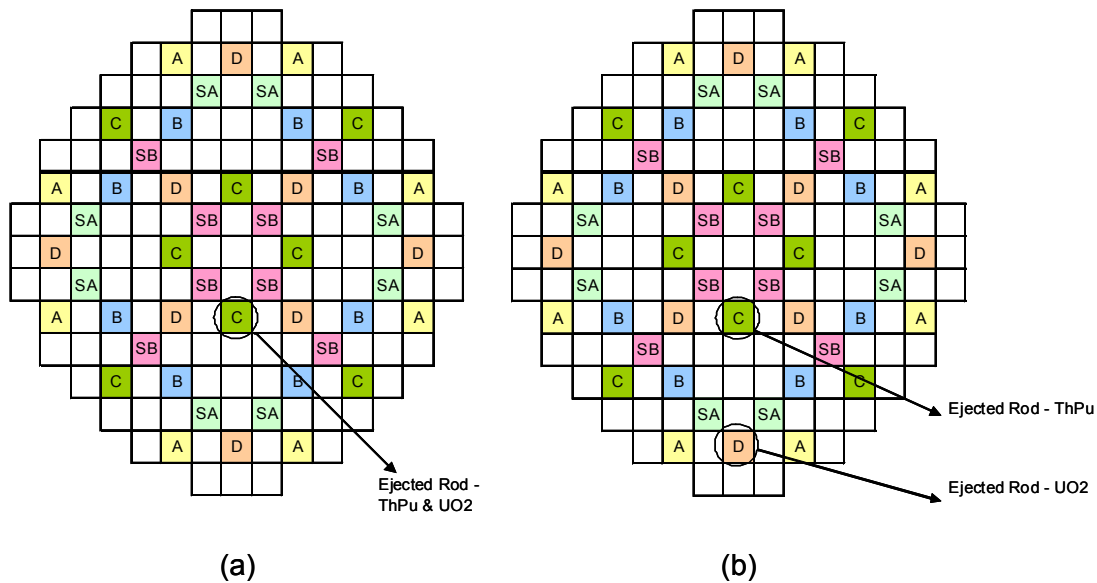 A D A
SA SA
C B B C
SB SB
A B D C D B A
SA SB SB SA
D C C D
SA SB SB SA
A B D C D B A
SB SB
C B B C
SA SA
A D A
Ejected Rod -
ThPu & UO2
(a)
A D A
SA SA
C B B C
SB SB
A B D C D B A
SA SB SB SA
D C C D
SA SB SB SA
A B D C D B A
SB SB
C B B C
SA SA
A D A
Ejected Rod - ThPu
Ejected Rod - UO2
(b)